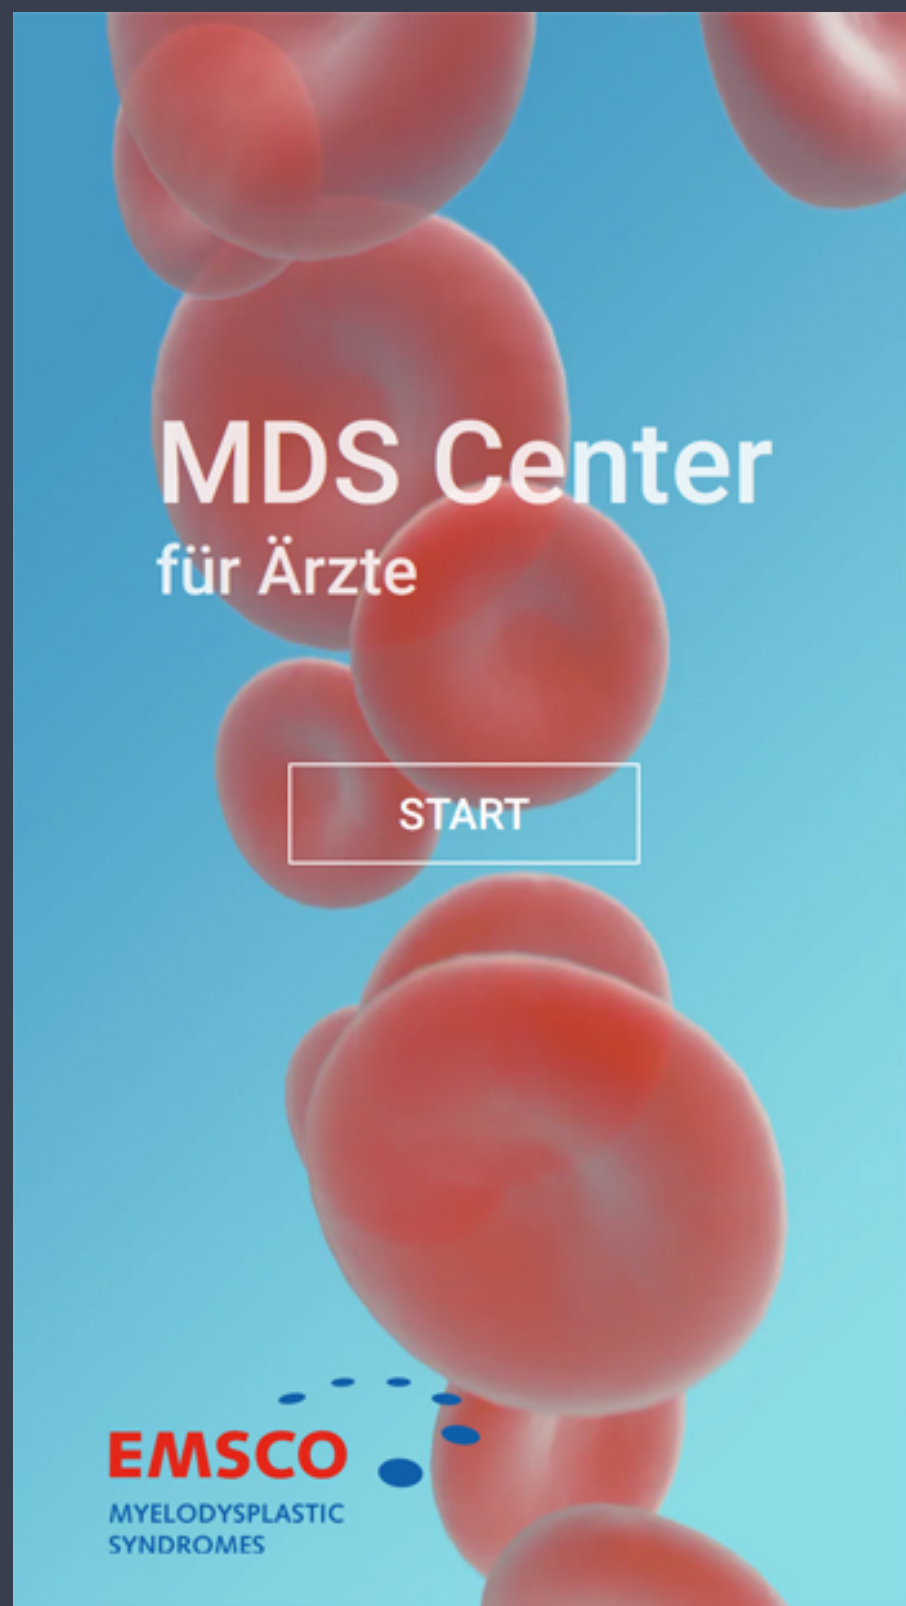 MDS Center
für Ärzte
START
EMSCO
MYELODYSPLASTIC
SYNDROMES